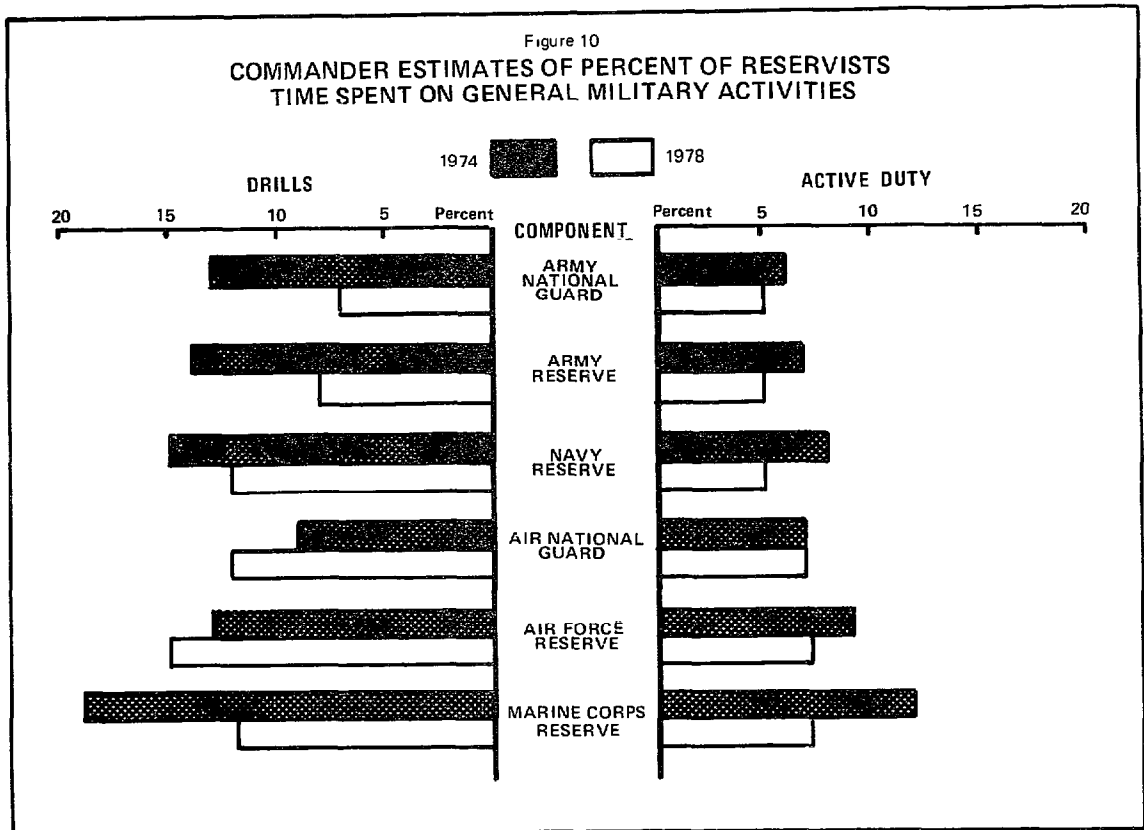 Figure 10
COMMANDER ESTIMATES OF PERCENT OF RESERVISTS
TIME SPENT ON GENERAL MILITARY ACTIVITIES
1974 1978
DRILLS ACTIVE DUTY
20 15 10 5 Percent Percent 5 10 15 20
COMPONENT
ARMY
NATIONAL
GUARD
ARMY
RESERVE
NAVY
RESERVE
AIR NATIONAL
GUARD
AIR FORCE
RESERVE
MARINE CORPS
RESERVE